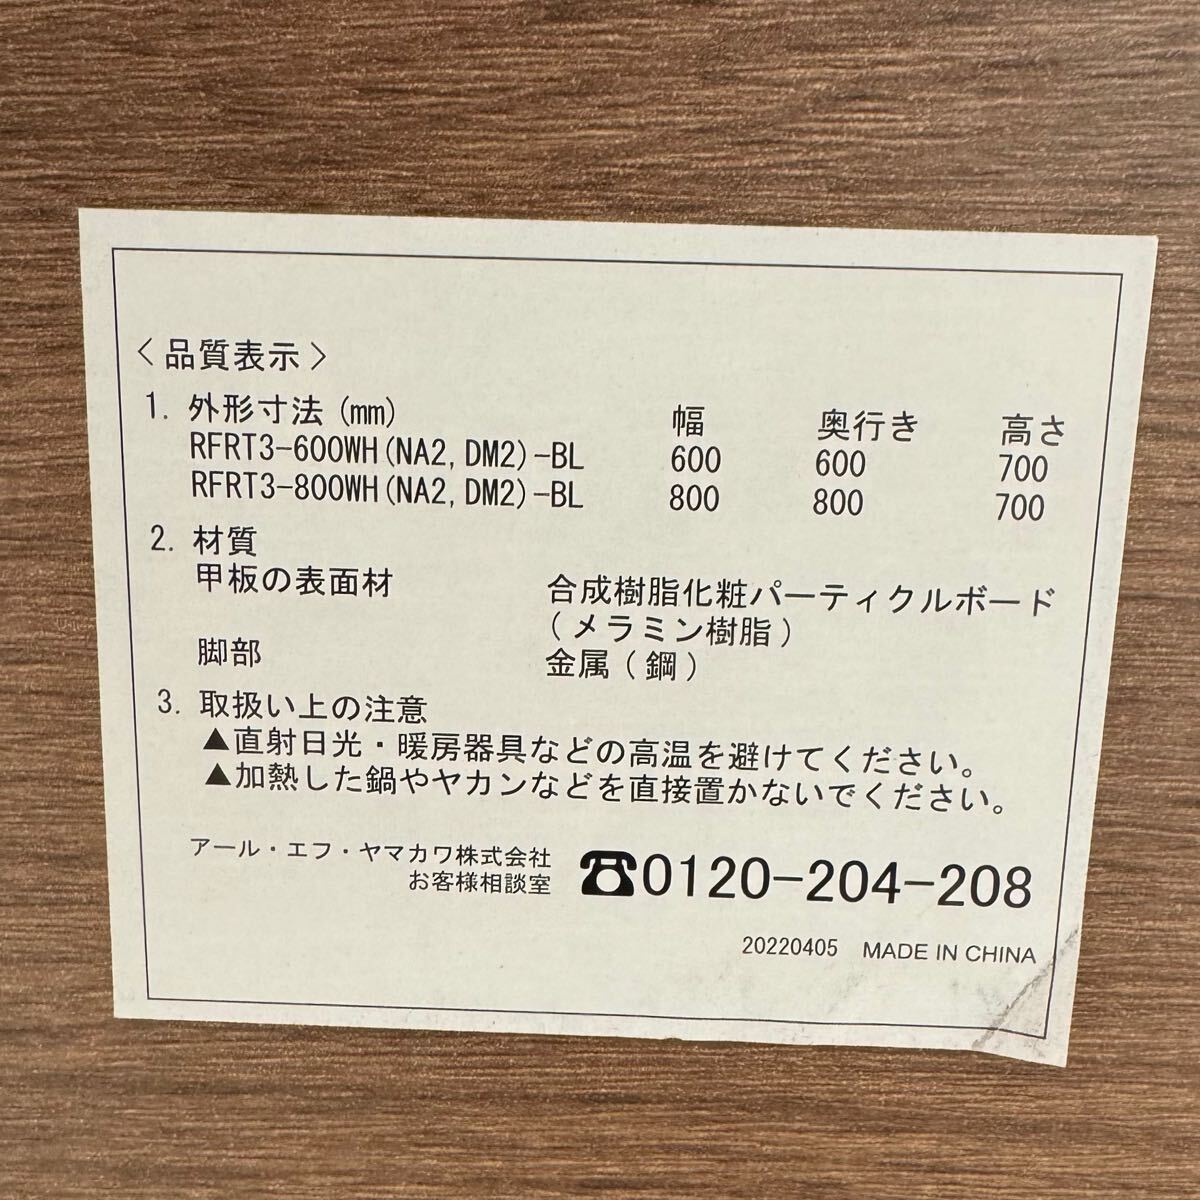 〈品質表示〉
1. 外形寸法(mm) 幅 奥行き 高さ
RFRT3-600WH(NA2,DM2)-BL 600 600 700
RFRT3-800WH(NA2,DM2)-BL 800 800 700
2. 材質
甲板の表面材 合成樹脂化粧パーティクルボード
(メラミン樹脂)
脚部 金属(鋼)
3. 取扱い上の注意
▲直射日光・暖房器具などの高温を避けてください。
▲加熱した鍋ややカンなどを直接置かないでください。
アール・エフ・ヤマカワ株式会社
お客様相談室 ☎0120-204-208
20220405 MADE IN CHINA